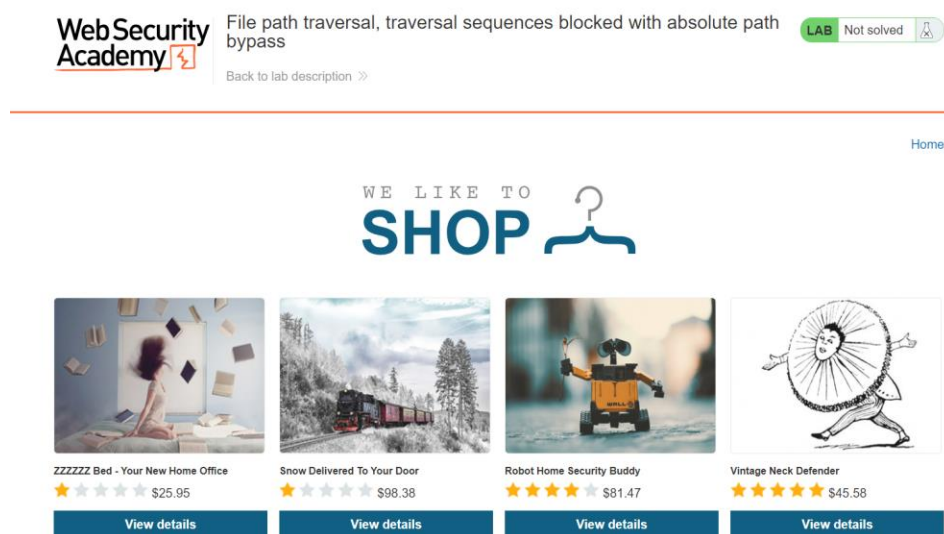 Web Security
Academy
File path traversal, traversal sequences blocked with absolute path
bypass
Back to lab description
LAB Not solved
Home
WE LIKE TO
SHOP
ZZZZZZ Bed - Your New Home Office
Snow Delivered To Your Door
Robot Home Security Buddy
Vintage Neck Defender
$25.95
$98.38
$81.47
$45.58
View details
View details
View details
View details